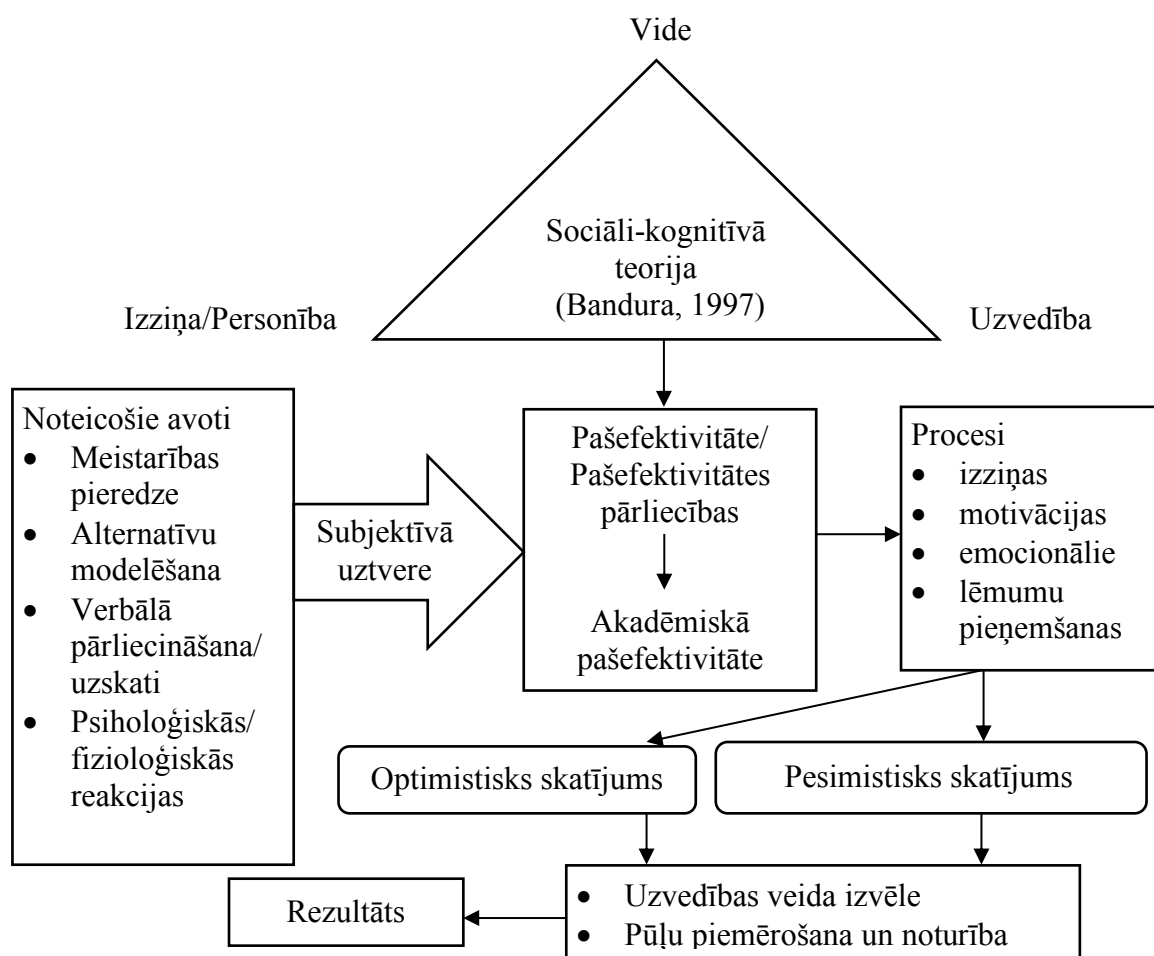 Vide
Sociāli-kognitīvā
teorija
(Bandura, 1997)
Izziņa/Personība
Uzvedība
Noteicošie avoti
• Meistarības
pieredze
• Alternatīvu
modelēšana
• Verbālā
pārliecināšana/
uzskati
• Psiholoģiskās/
fizioloģiskās
reakcijas
Subjektīvā
uztvere
Pašefektivitāte/
Pašefektivitātes
pārliecības
Akadēmiskā
pašefektivitāte
Procesi
• izziņas
• motivācijas
• emocionālie
• lēmumu
pieņemšanas
Optimistisks skatījums
Pesimistisks skatījums
• Uzvedības veida izvēle
• Pūļu piemērošana un noturība
Rezultāts